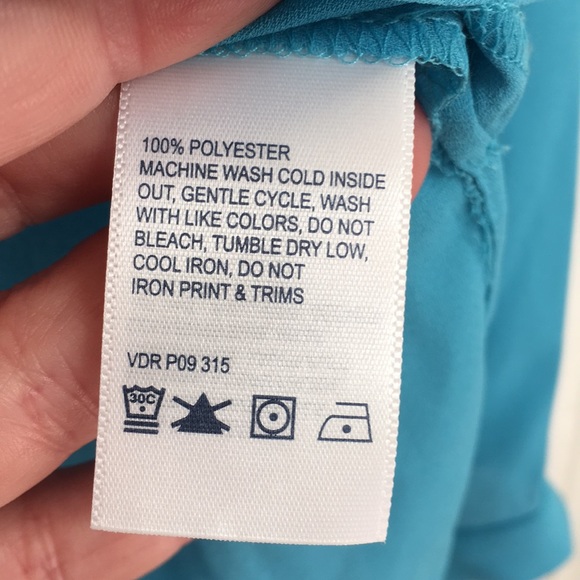 100% POLYESTER
MACHINE WASH COLD INSIDE
OUT, GENTLE CYCLE, WASH
WITH LIKE COLORS, DO NOT
BLEACH, TUMBLE DRY LOW,
COOL IRON, DO NOT
IRON PRINT & TRIMS
VDR P09 315
30C